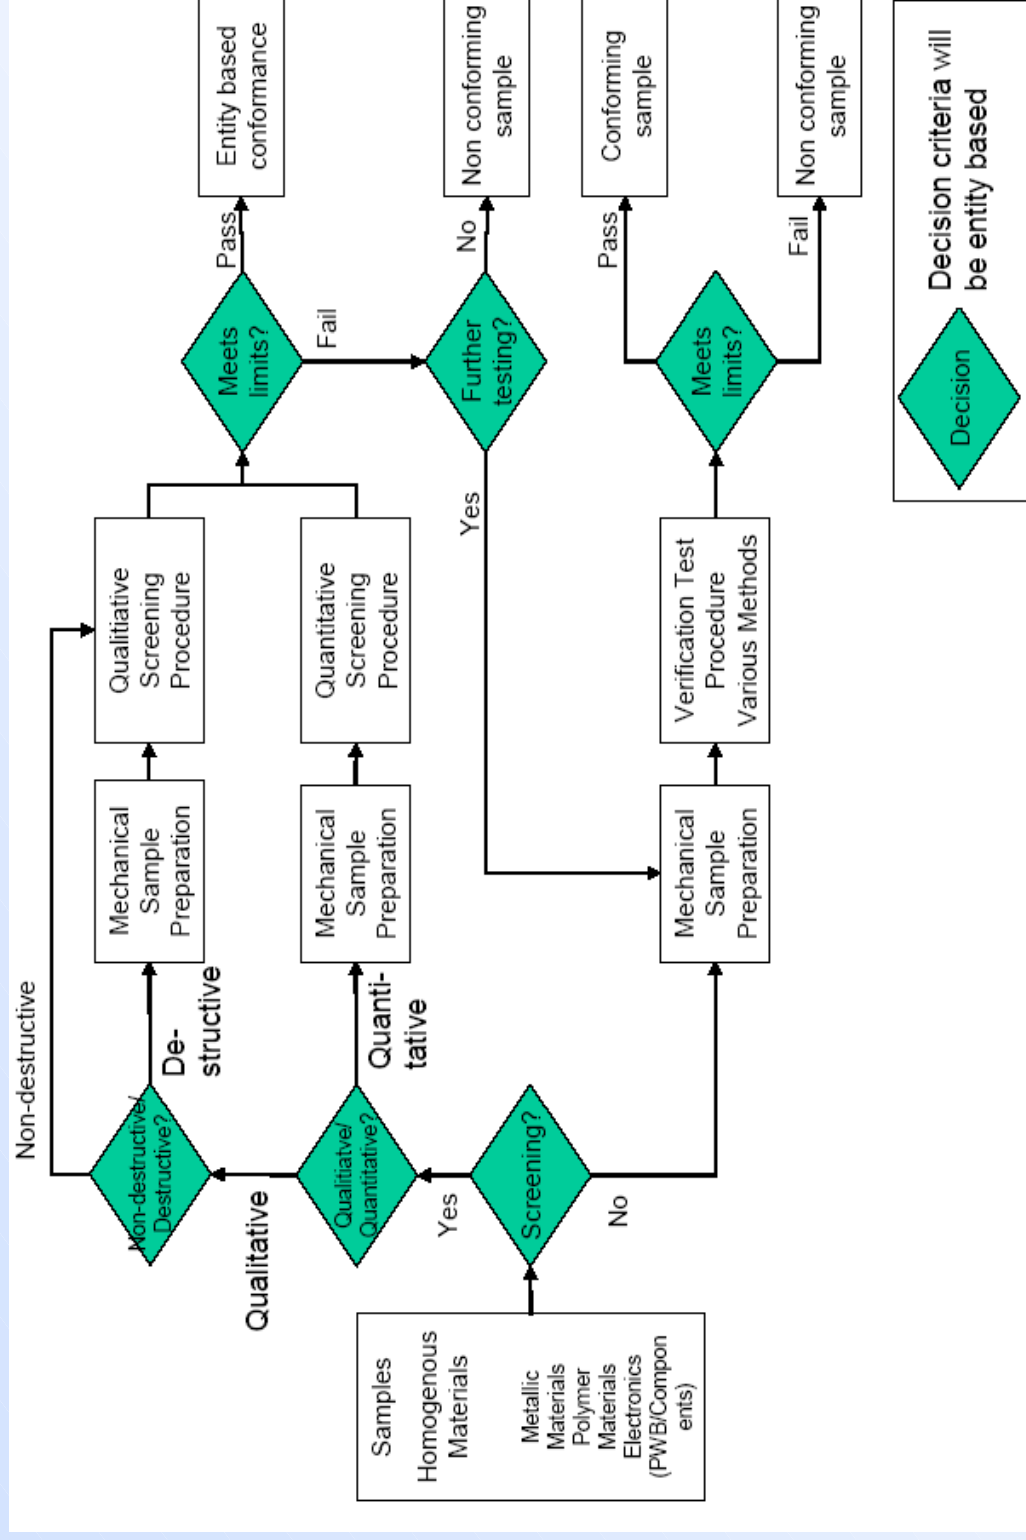 Samples
Homogenous
Materials
Metallic
Materials
Polymer
Materials
Electronics
(PWB/Compon
ents)
Screening?
Yes
No
Qualitiatve/
Quantitative?
Qualitative
Quanti-
tative
Non-destructive/
Destructive?
Non-destructive
De-
structive
Mechanical
Sample
Preparation
Qualitiative
Screening
Procedure
Mechanical
Sample
Preparation
Quantitative
Screening
Procedure
Meets
limits?
Pass
Entity based
conformance
Fail
Further
testing?
No
Non conforming
sample
Yes
Mechanical
Sample
Preparation
Verification Test
Procedure
Various Methods
Meets
limits?
Pass
Conforming
sample
Fail
Non conforming
sample
Decision
Decision criteria will
be entity based